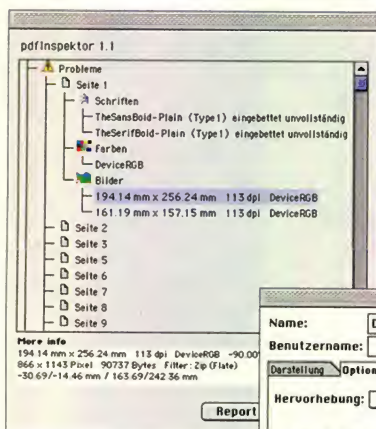 pdfInspektor 1.1
Probleme
Seite 1
Schriften
TheSansBold-Plain (Type1) eingebettet unvollständig
TheSerifBold-Plain (Type1) eingebettet unvollständig
Farben
DeviceRGB
Bilder
194.14 mm x 256.24 mm 113 dpi DeviceRGB
161.19 mm x 157.15 mm 113 dpi DeviceRGB
Seite 2
Seite 3
Seite 5
Seite 6
Seite 7
Seite 8
Seite 9
More info
194.14 mm x 256.24 mm 113 dpi DeviceRGB -90.00°
866 x 1143 Pixel 90737 Bytes Filter: Zip (Flate)
-30.69/-14.46 mm / 163.69/242.36 mm
Report
Name:
Benutzername:
Darstellung
Option
Hervorhebung: